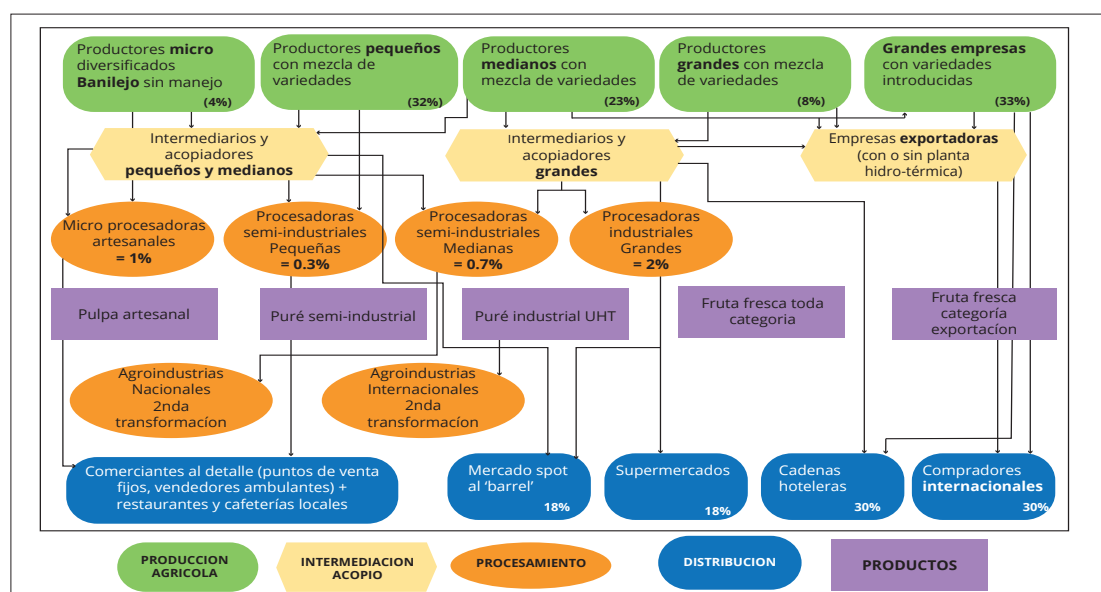 Productores micro
diversificados
Banilejo sin manejo
(4%)
Productores pequeños
con mezcla de
variedades
(32%)
Productores
medianos con
mezcla de variedades
(23%)
Productores
grandes con mezcla
de variedades
(8%)
Grandes empresas
con variedades
introducidas
(33%)
Intermediarios y
acopiadores
pequeños y medianos
Intermediarios y
acopiadores
grandes
Empresas exportadoras
(con o sin planta
hidro-térmica)
Micro procesadoras
artesanales
= 1%
Procesadoras
semi-industriales
Pequeñas
= 0.3%
Procesadoras
semi-industriales
Medianas
= 0.7%
Procesadoras
industriales
Grandes
= 2%
Pulpa artesanal
Puré semi-industrial
Puré industrial UHT
Fruta fresca toda
categoria
Fruta fresca
categoría
exportacíon
Agroindustrias
Nacionales
2nda
transformacíon
Agroindustrias
Internacionales
2nda
transformacíon
Comerciantes al detalle (puntos de venta
fijos, vendedores ambulantes) +
restaurantes y cafeterías locales
Mercado spot
al ‘barrel’
18%
Supermercados
18%
Cadenas
hoteleras
30%
Compradores
internacionales
30%
PRODUCCION
AGRICOLA
INTERMEDIACION
ACOPIO
PROCESAMIENTO
DISTRIBUCION
PRODUCTOS